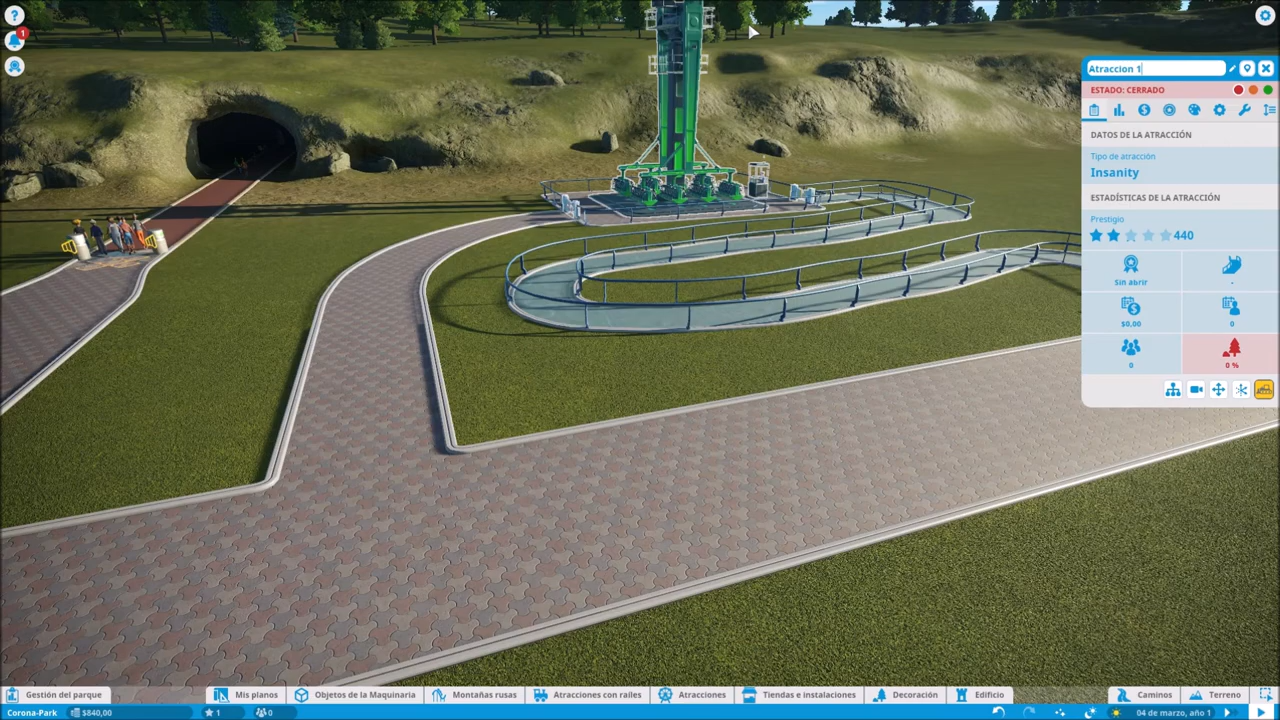 ?
1
Atraccion 1
ESTADO: CERRADO
DATOS DE LA ATRACCIÓN
Tipo de atracción
Insanity
ESTADÍSTICAS DE LA ATRACCIÓN
Prestigio
440
Sin abrir
-
$0,00
0
0
0 %
Gestión del parque
Mis planos
Objetos de la Maquinaria
Montañas rusas
Atracciones con raíles
Atracciones
Tiendas e instalaciones
Decoración
Edificio
Caminos
Terreno
Corona-Park
$840,00
1
0
04 de marzo, año 1